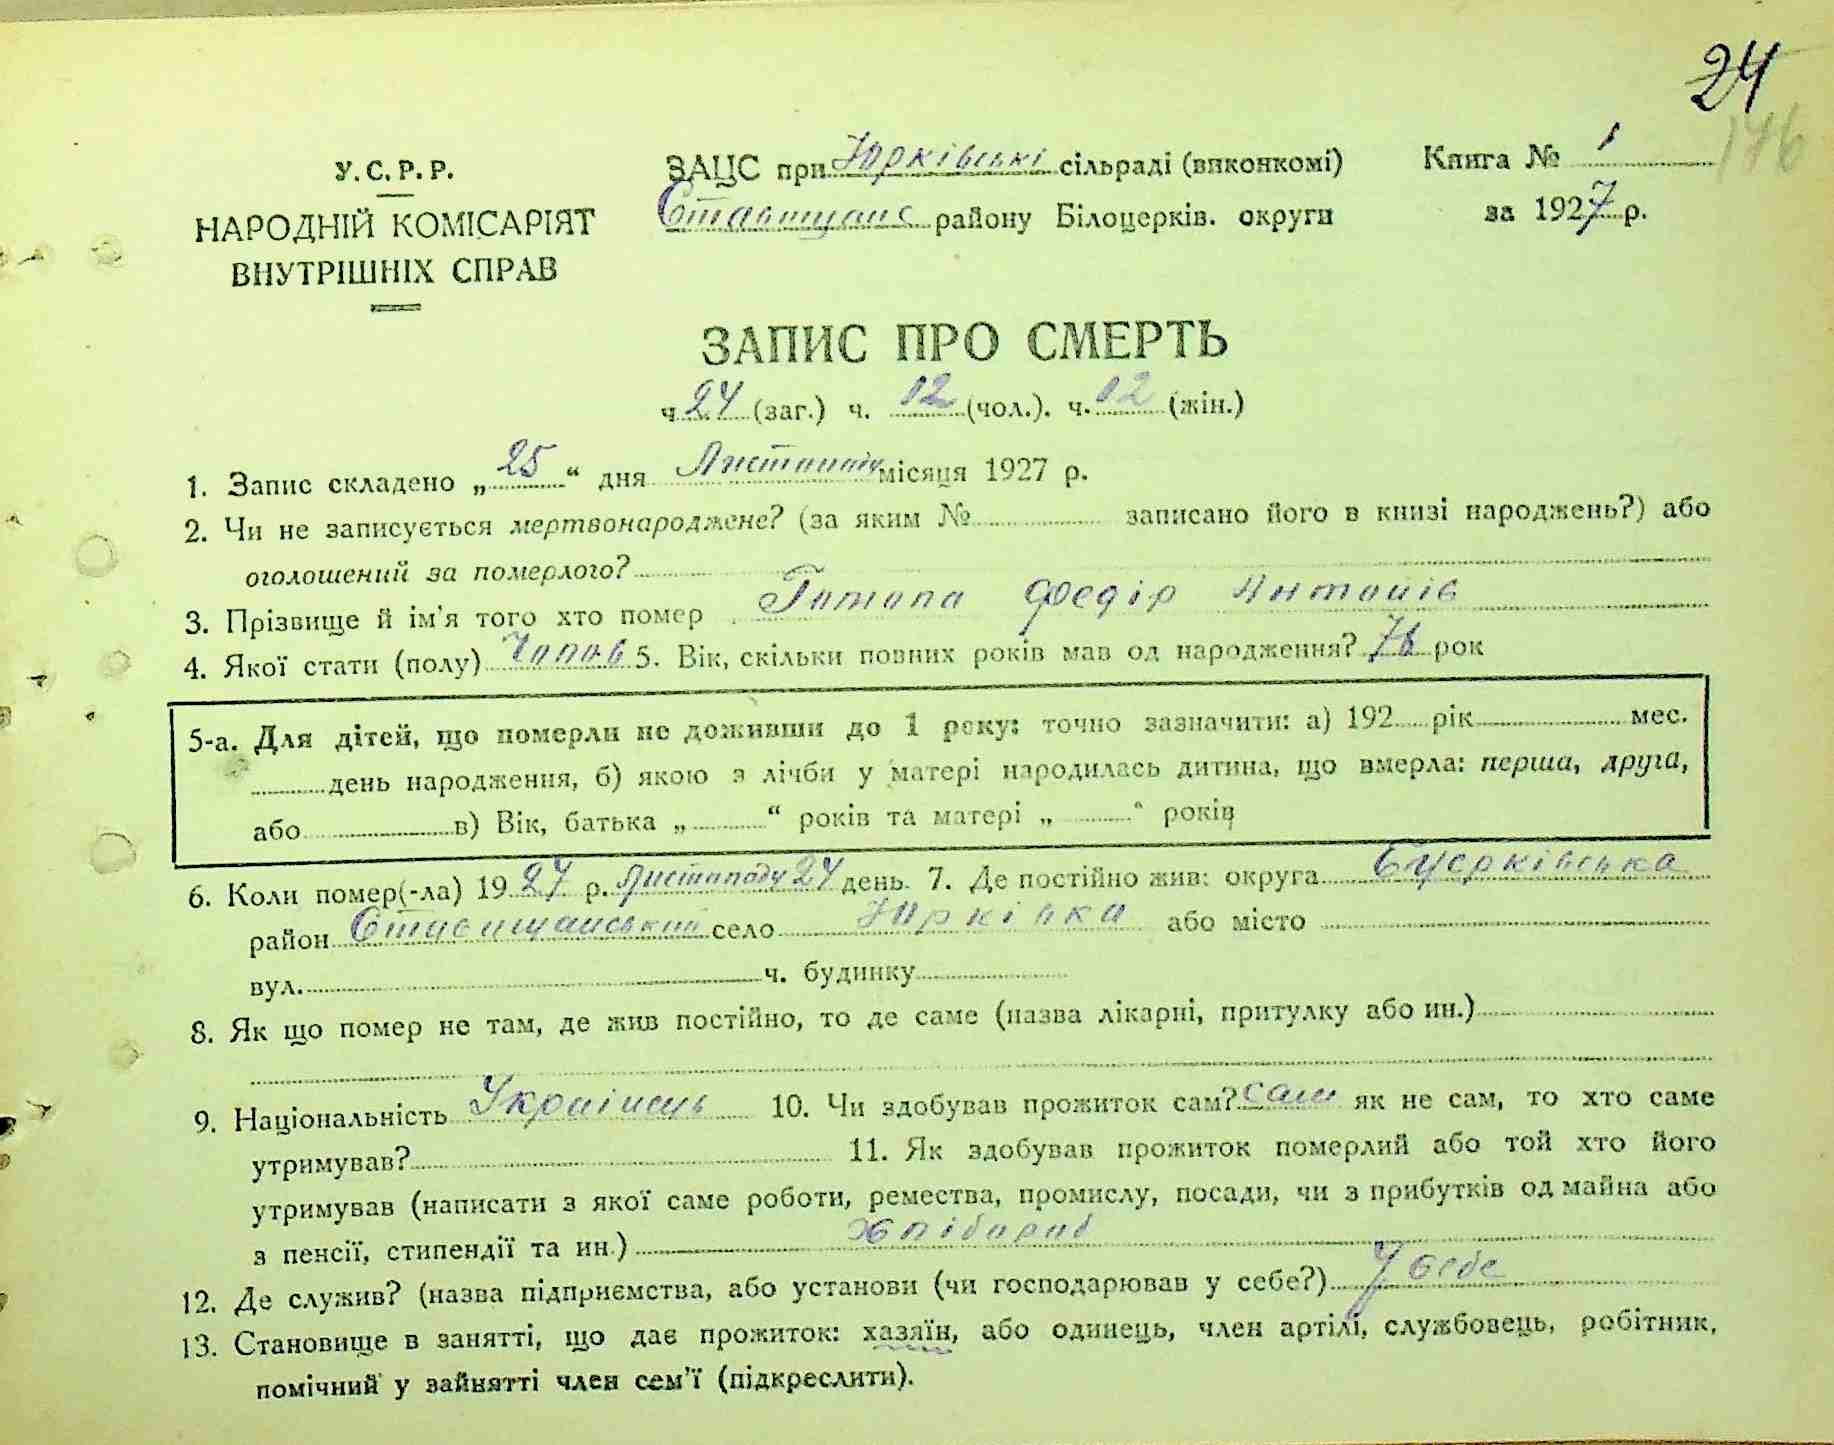 24
146
У.С.Р.Р.
НАРОДНІЙ КОМІСАРІЯТ
ВНУТРІШНІХ СПРАВ
ЗАЦС при Юрківські сільраді (виконкомі)
Ставищанс району Білоцерків. округи
Книга № 1
за 1927 р.
ЗАПИС ПРО СМЕРТЬ
ч. 24 (заг.) ч. 12 (чол.). ч. 12 (жін.)
1. Запис складено „ 25 “ дня Листопаду місяця 1927 р.
2. Чи не записується мертвонароджене? (за яким № записано його в книзі народжень?) або
оголошений за померлого?
3. Прізвище й ім'я того хто помер Федір Антонів
4. Якої стати (полу) Чолов 5. Вік, скільки повних років мав од народження? рок
5-а. Для дітей, що померли не доживши до 1 року: точно зазначити: а) 192 рік мес.
день народження, б) якою з лічби у матері народилась дитина, що вмерла: перша, друга,
або в) Вік, батька „ “ років та матері „ “ років
6. Коли помер(-ла) 1927 р. Листопаду 24 день. 7. Де постійно жив: округа Бцерківська
район Ставищанський село Юрківка або місто
вул. ч. будинку
8. Як що помер не там, де жив постійно, то де саме (назва лікарні, притулку або ин.)
9. Національність Українець 10. Чи здобував прожиток сам? сам як не сам, то хто саме
утримував? 11. Як здобував прожиток померлий або той хто його
утримував (написати з якої саме роботи, ремества, промислу, посади, чи з прибутків од майна або
з пенсії, стипендії та ин.) Хлібороб
12. Де служив? (назва підприємства, або установи (чи господарював у себе?) У себе
13. Становище в занятті, що дає прожиток: хазяїн, або одинець, член артілі, службовець, робітник,
помічний у зайнятті член сем'ї (підкреслити).